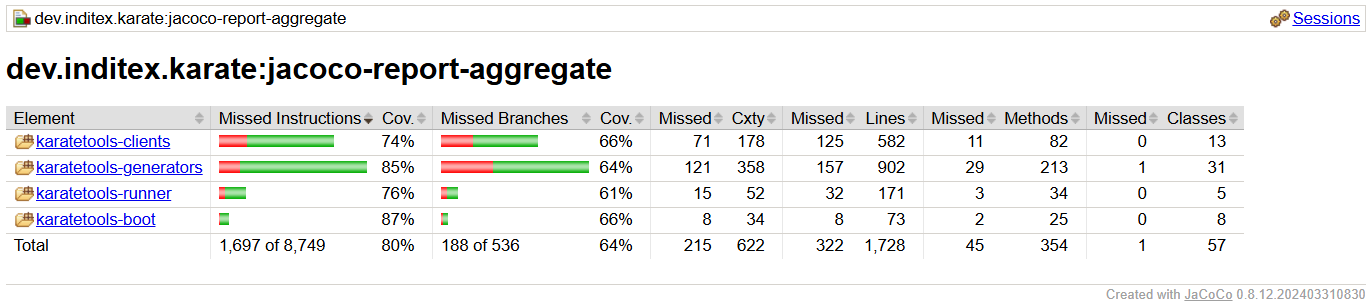 dev.inditex.karate:jacoco-report-aggregate Sessions
dev.inditex.karate:jacoco-report-aggregate
Element Missed Instructions Cov. Missed Branches Cov. Missed Cxty Missed Lines Missed Methods Missed Classes
karatetools-clients 74% 66% 71 178 125 582 11 82 0 13
karatetools-generators 85% 64% 121 358 157 902 29 213 1 31
karatetools-runner 76% 61% 15 52 32 171 3 34 0 5
karatetools-boot 87% 66% 8 34 8 73 2 25 0 8
Total 1,697 of 8,749 80% 188 of 536 64% 215 622 322 1,728 45 354 1 57
Created with JaCoCo 0.8.12.202403310830